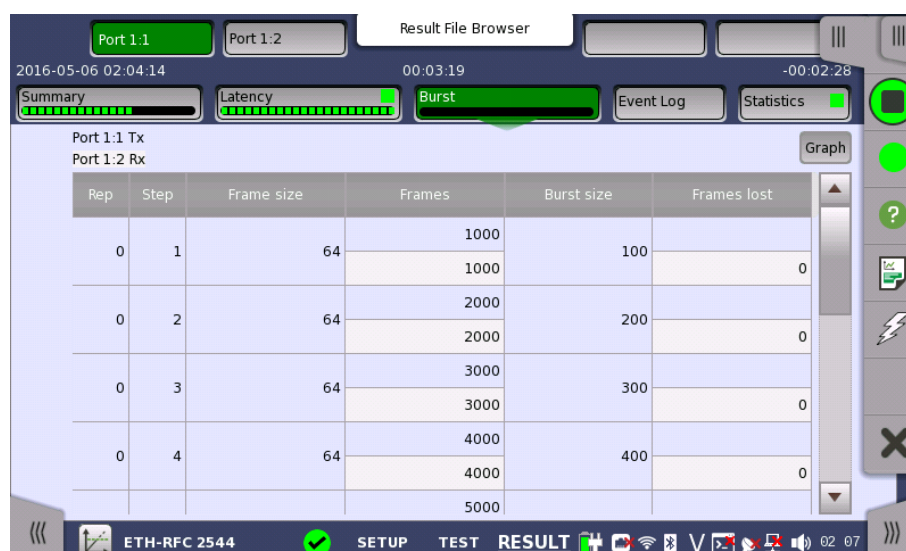 Port 1:1 Port 1:2 Result File Browser
2016-05-06 02:04:14 00:03:19 -00:02:28
Summary Latency Burst Event Log Statistics
Port 1:1 Tx
Port 1:2 Rx
Graph
Rep Step Frame size Frames Burst size Frames lost
1000
0 1 64 100
1000 0
2000
0 2 64 200
2000 0
3000
0 3 64 300
3000 0
4000
0 4 64 400
4000 0
5000
ETH-RFC 2544 SETUP TEST RESULT 02 07